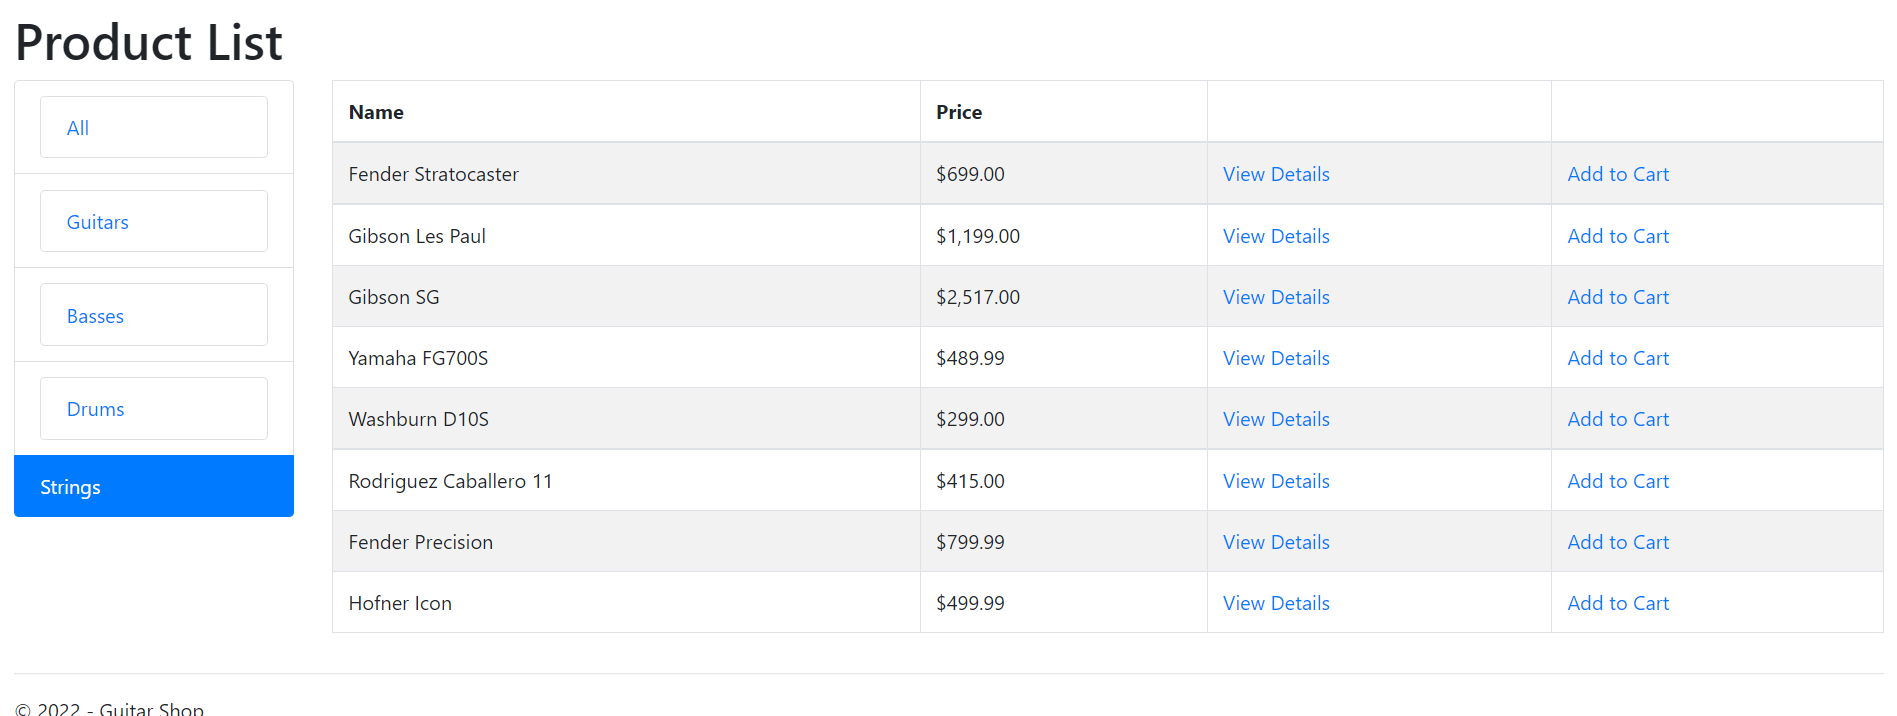 Product List
All
Guitars
Basses
Drums
Strings
Name Price
Fender Stratocaster $699.00 View Details Add to Cart
Gibson Les Paul $1,199.00 View Details Add to Cart
Gibson SG $2,517.00 View Details Add to Cart
Yamaha FG700S $489.99 View Details Add to Cart
Washburn D10S $299.00 View Details Add to Cart
Rodriguez Caballero 11 $415.00 View Details Add to Cart
Fender Precision $799.99 View Details Add to Cart
Hofner Icon $499.99 View Details Add to Cart
© 2022 - Guitar Shop